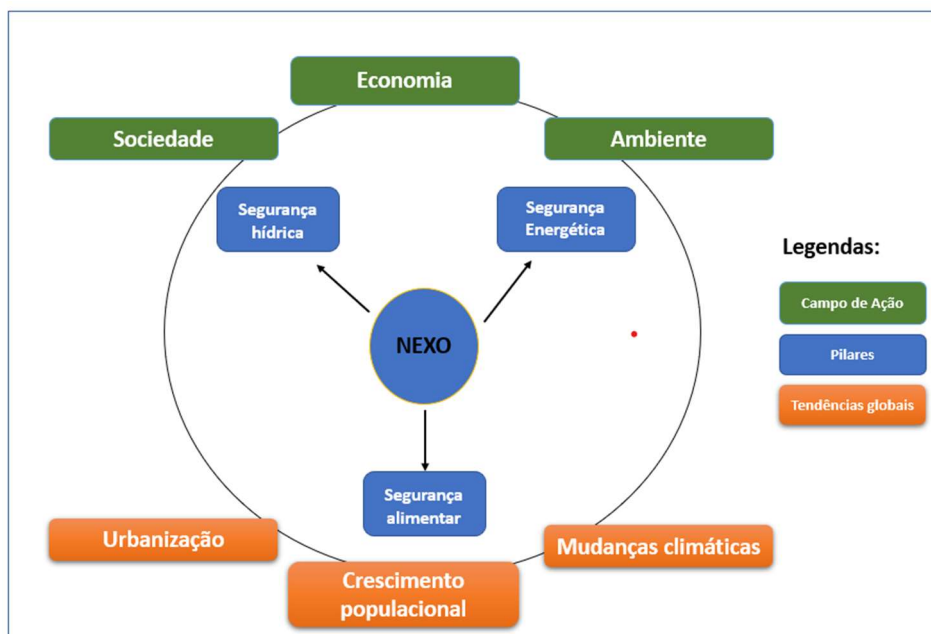 Economia
Sociedade
Ambiente
Segurança
hídrica
Segurança
Energética
Legendas:
Campo de Ação
NEXO
Pilares
Tendências globais
Segurança
alimentar
Urbanização
Mudanças climáticas
Crescimento
populacional